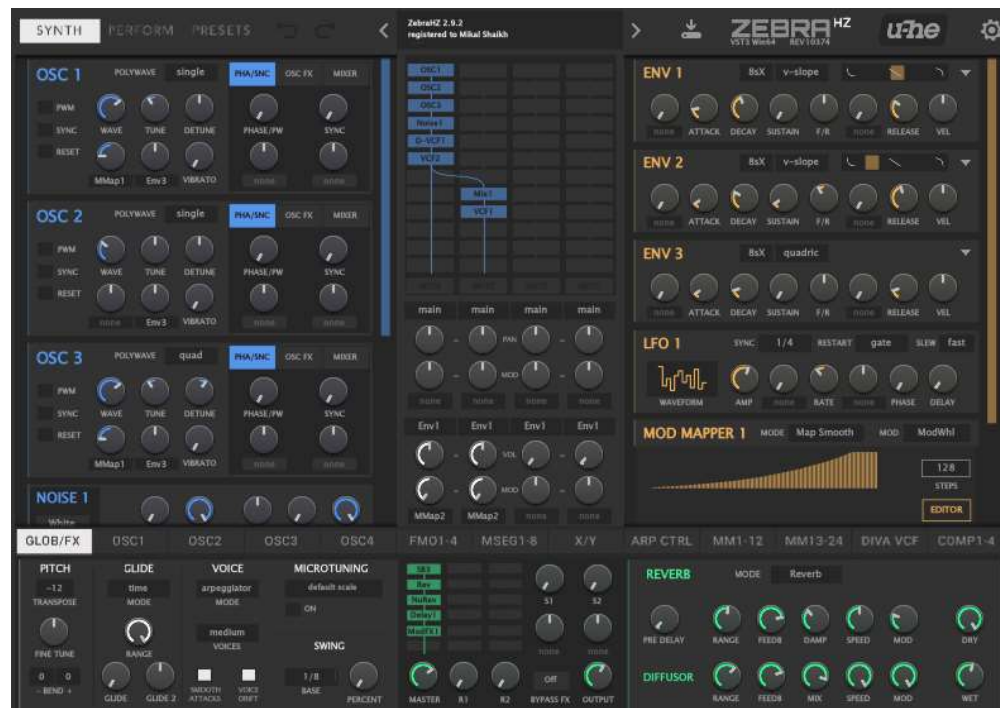 SYNTH PERFORM PRESETS
ZebraHZ 2.9.2
registered to Mikal Shaikh
ZEBRA HZ
VST3 Win64 REV10374
u-he
OSC 1 POLYWAVE single PHA/SNC OSC FX MIXER
PWM
SYNC WAVE TUNE DETUNE PHASE/PW SYNC
RESET
MMap1 Env3 VIBRATO none none
OSC 2 POLYWAVE single PHA/SNC OSC FX MIXER
PWM
SYNC WAVE TUNE DETUNE PHASE/PW SYNC
RESET
none Env3 VIBRATO none none
OSC 3 POLYWAVE quad PHA/SNC OSC FX MIXER
PWM
SYNC WAVE TUNE DETUNE PHASE/PW SYNC
RESET
MMap1 Env3 VIBRATO none none
NOISE 1
White
OSC1
OSC2
OSC3
Noise1
D-VCF1
VCF2
Mix1
VCF1
main main main main
PAN
MOD
none none none none
Env1 Env1 Env1 Env1
VOL
MOD
MMap2 MMap2 none none
ENV 1 8sX v-slope
none ATTACK DECAY SUSTAIN F/R none RELEASE VEL
ENV 2 8sX v-slope
none ATTACK DECAY SUSTAIN F/R none RELEASE VEL
ENV 3 8sX quadric
none ATTACK DECAY SUSTAIN F/R none RELEASE VEL
LFO 1 SYNC 1/4 RESTART gate SLEW fast
WAVEFORM AMP none RATE none PHASE DELAY
MOD MAPPER 1 MODE Map Smooth MOD ModWhl
128
STEPS
EDITOR
GLOB/FX OSC1 OSC2 OSC3 OSC4 FMO1-4 MSEG1-8 X/Y ARP CTRL MM1-12 MM13-24 DIVA VCF COMP1-4
PITCH GLIDE VOICE MICROTUNING
-12 time arpeggiator default scale
TRANSPOSE MODE MODE ON
medium
FINE TUNE RANGE VOICES SWING
0 0 1/8
- BEND + GLIDE GLIDE 2 SMOOTH ATTACKS VOICE DRIFT BASE PERCENT
SB3
Rev
NuRev
Delay1
ModFX1
S1 S2
none none
Off
MASTER R1 R2 BYPASS FX OUTPUT
REVERB MODE Reverb
PRE DELAY RANGE FEEDB DAMP SPEED MOD DRY
DIFFUSOR RANGE FEEDB MIX SPEED MOD WET